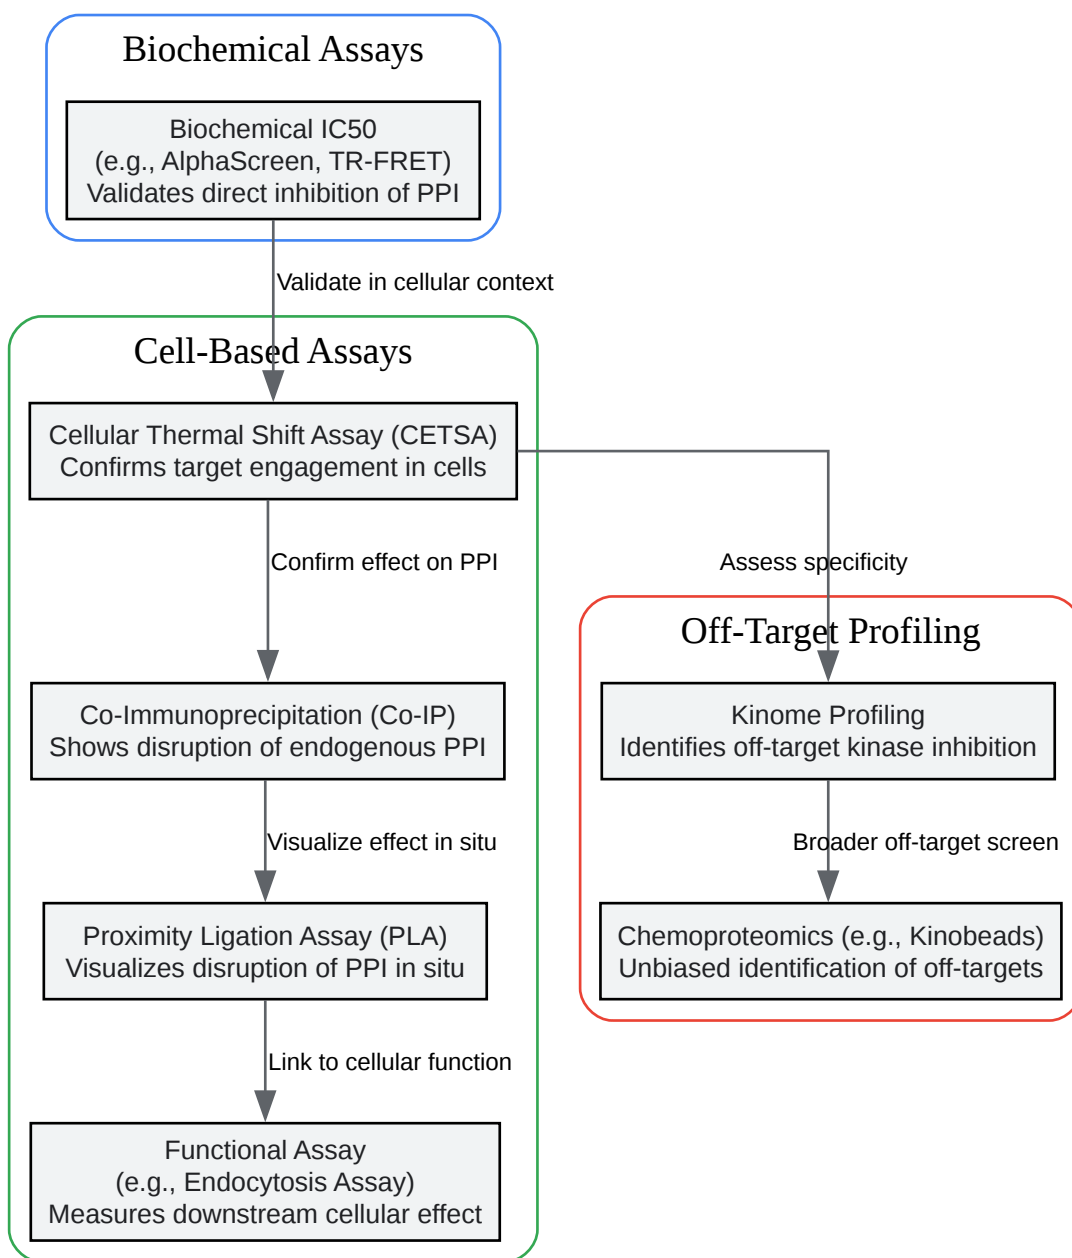 Biochemical Assays
Biochemical IC50
(e.g., AlphaScreen, TR-FRET)
Validates direct inhibition of PPI
Validate in cellular context
Cell-Based Assays
Cellular Thermal Shift Assay (CETSA)
Confirms target engagement in cells
Confirm effect on PPI
Assess specificity
Off-Target Profiling
Co-Immunoprecipitation (Co-IP)
Shows disruption of endogenous PPI
Kinome Profiling
Identifies off-target kinase inhibition
Visualize effect in situ
Broader off-target screen
Proximity Ligation Assay (PLA)
Visualizes disruption of PPI in situ
Chemoproteomics (e.g., Kinobeads)
Unbiased identification of off-targets
Link to cellular function
Functional Assay
(e.g., Endocytosis Assay)
Measures downstream cellular effect